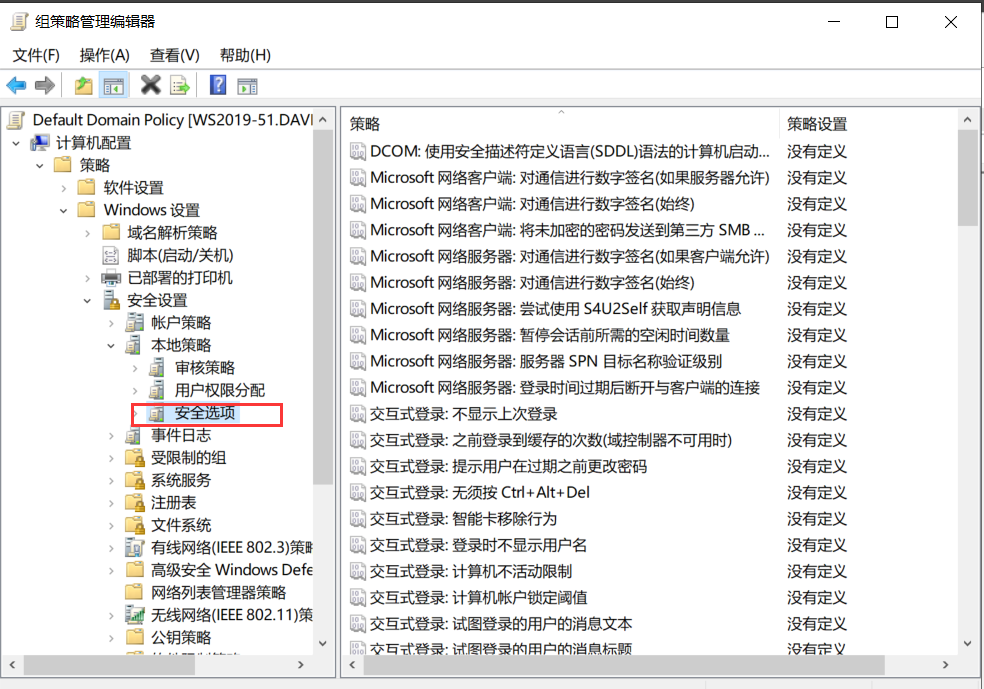 组策略管理编辑器
文件(F) 操作(A) 查看(V) 帮助(H)
Default Domain Policy [WS2019-51.DAVI
计算机配置
策略
软件设置
Windows 设置
域名解析策略
脚本(启动/关机)
已部署的打印机
安全设置
帐户策略
本地策略
审核策略
用户权限分配
安全选项
事件日志
受限制的组
系统服务
注册表
文件系统
有线网络(IEEE 802.3)策略
高级安全 Windows Defe
网络列表管理器策略
无线网络(IEEE 802.11)策
公钥策略
策略 策略设置
DCOM: 使用安全描述符定义语言(SDDL)语法的计算机启动... 没有定义
Microsoft 网络客户端: 对通信进行数字签名(如果服务器允许) 没有定义
Microsoft 网络客户端: 对通信进行数字签名(始终) 没有定义
Microsoft 网络客户端: 将未加密的密码发送到第三方 SMB ... 没有定义
Microsoft 网络服务器: 对通信进行数字签名(如果客户端允许) 没有定义
Microsoft 网络服务器: 对通信进行数字签名(始终) 没有定义
Microsoft 网络服务器: 尝试使用 S4U2Self 获取声明信息 没有定义
Microsoft 网络服务器: 暂停会话前所需的空闲时间数量 没有定义
Microsoft 网络服务器: 服务器 SPN 目标名称验证级别 没有定义
Microsoft 网络服务器: 登录时间过期后断开与客户端的连接 没有定义
交互式登录: 不显示上次登录 没有定义
交互式登录: 之前登录到缓存的次数(域控制器不可用时) 没有定义
交互式登录: 提示用户在过期之前更改密码 没有定义
交互式登录: 无须按 Ctrl+Alt+Del 没有定义
交互式登录: 智能卡移除行为 没有定义
交互式登录: 登录时不显示用户名 没有定义
交互式登录: 计算机不活动限制 没有定义
交互式登录: 计算机帐户锁定阈值 没有定义
交互式登录: 试图登录的用户的消息文本 没有定义
交互式登录: 试图登录的用户的消息标题 没有定义